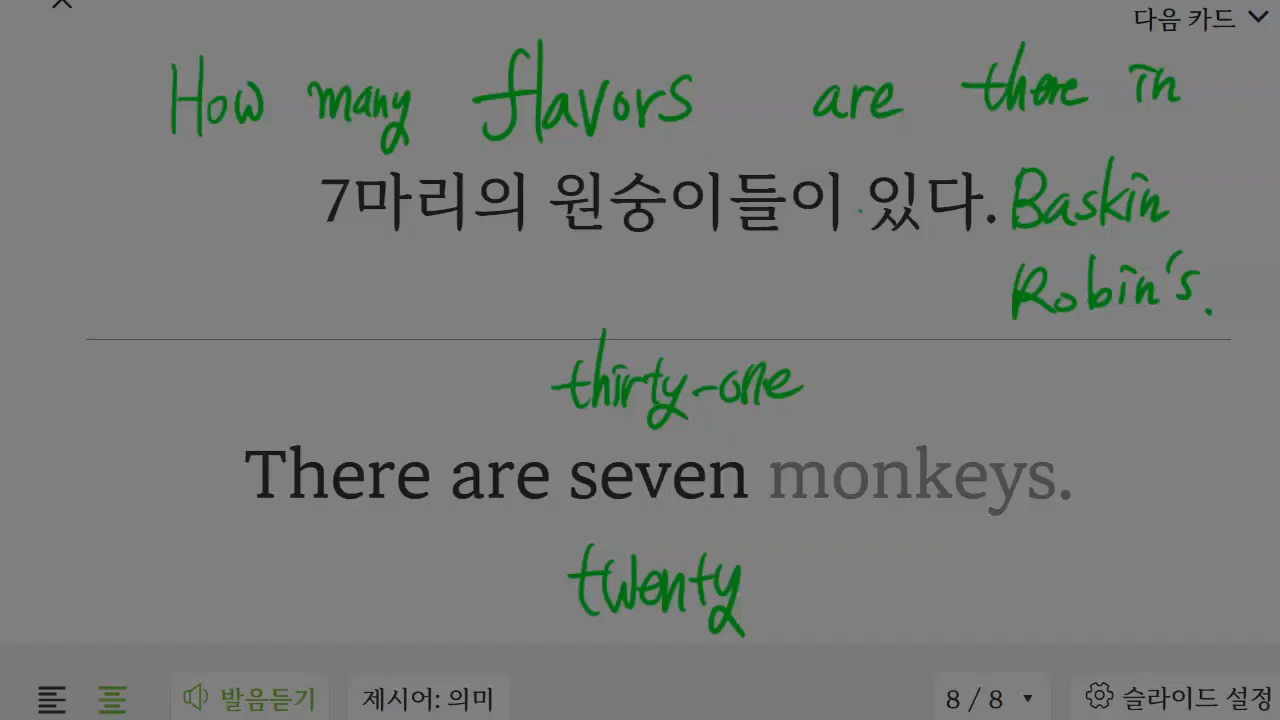 다음 카드
How many flavors are there in
7마리의 원숭이들이 있다. Baskin
Robin's.
thirty-one
There are seven monkeys.
twenty
발음듣기 제시어: 의미 8 / 8 슬라이드 설정